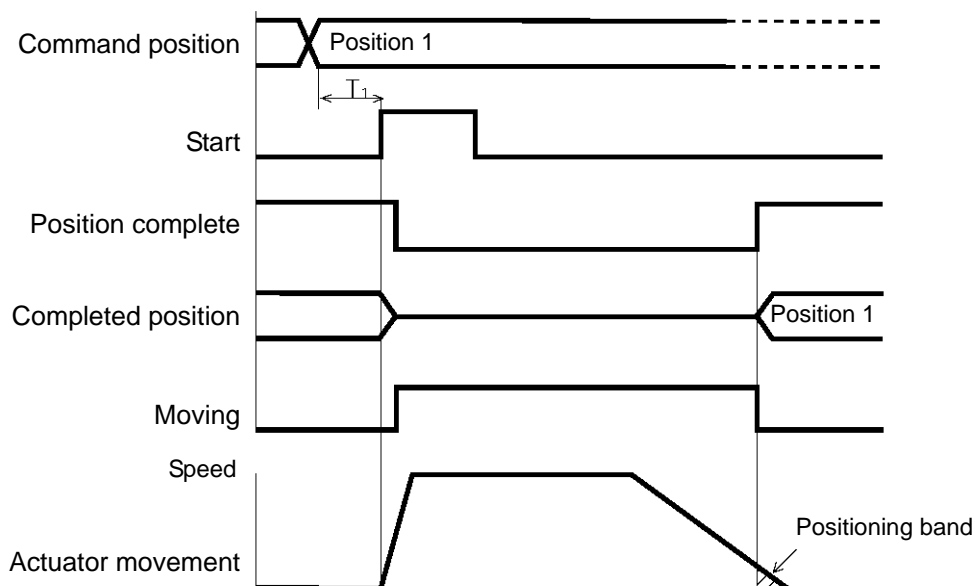 Command position
Position 1
T1
Start
Position complete
Completed position
Position 1
Moving
Speed
Positioning band
Actuator movement